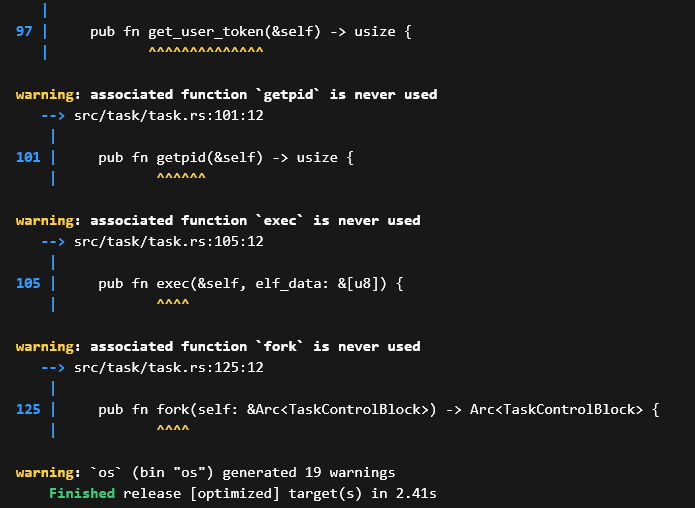 |
97 |     pub fn get_user_token(&self) -> usize {
|            ^^^^^^^^^^^^^^
warning: associated function `getpid` is never used
--> src/task/task.rs:101:12
|
101 |     pub fn getpid(&self) -> usize {
|            ^^^^^^
warning: associated function `exec` is never used
--> src/task/task.rs:105:12
|
105 |     pub fn exec(&self, elf_data: &[u8]) {
|            ^^^^
warning: associated function `fork` is never used
--> src/task/task.rs:125:12
|
125 |     pub fn fork(self: &Arc<TaskControlBlock>) -> Arc<TaskControlBlock> {
|            ^^^^
warning: `os` (bin "os") generated 19 warnings
Finished release [optimized] target(s) in 2.41s